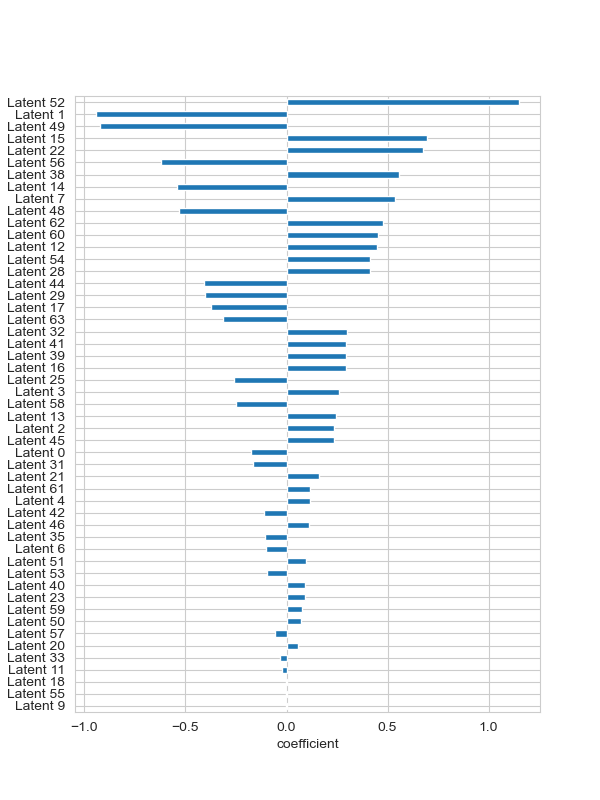 Latent 52
Latent 1
Latent 49
Latent 15
Latent 22
Latent 56
Latent 38
Latent 14
Latent 7
Latent 48
Latent 62
Latent 60
Latent 12
Latent 54
Latent 28
Latent 44
Latent 29
Latent 17
Latent 63
Latent 32
Latent 41
Latent 39
Latent 16
Latent 25
Latent 3
Latent 58
Latent 13
Latent 2
Latent 45
Latent 0
Latent 31
Latent 21
Latent 61
Latent 4
Latent 42
Latent 46
Latent 35
Latent 6
Latent 51
Latent 53
Latent 40
Latent 23
Latent 59
Latent 50
Latent 57
Latent 20
Latent 33
Latent 11
Latent 18
Latent 55
Latent 9
−1.0 −0.5 0.0 0.5 1.0
coefficient